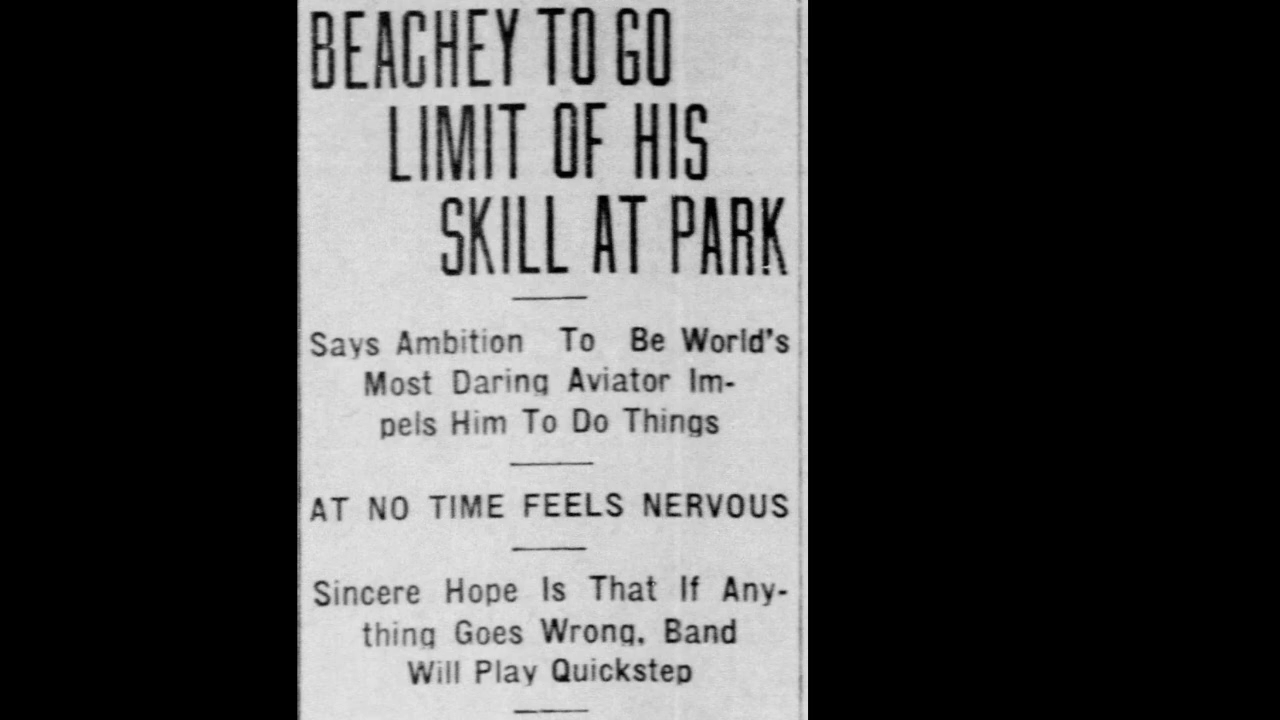 BEACHEY TO GO
LIMIT OF HIS
SKILL AT PARK
Says Ambition To Be World's
Most Daring Aviator Im-
pels Him To Do Things
AT NO TIME FEELS NERVOUS
Sincere Hope Is That If Any-
thing Goes Wrong, Band
Will Play Quickstep